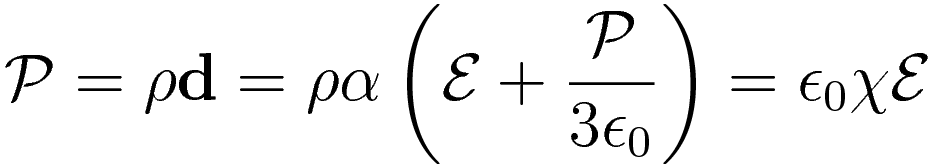 𝒫 = ρ𝐝 = ρα (ℰ + 𝒫/3ϵ₀) = ϵ₀χℰ